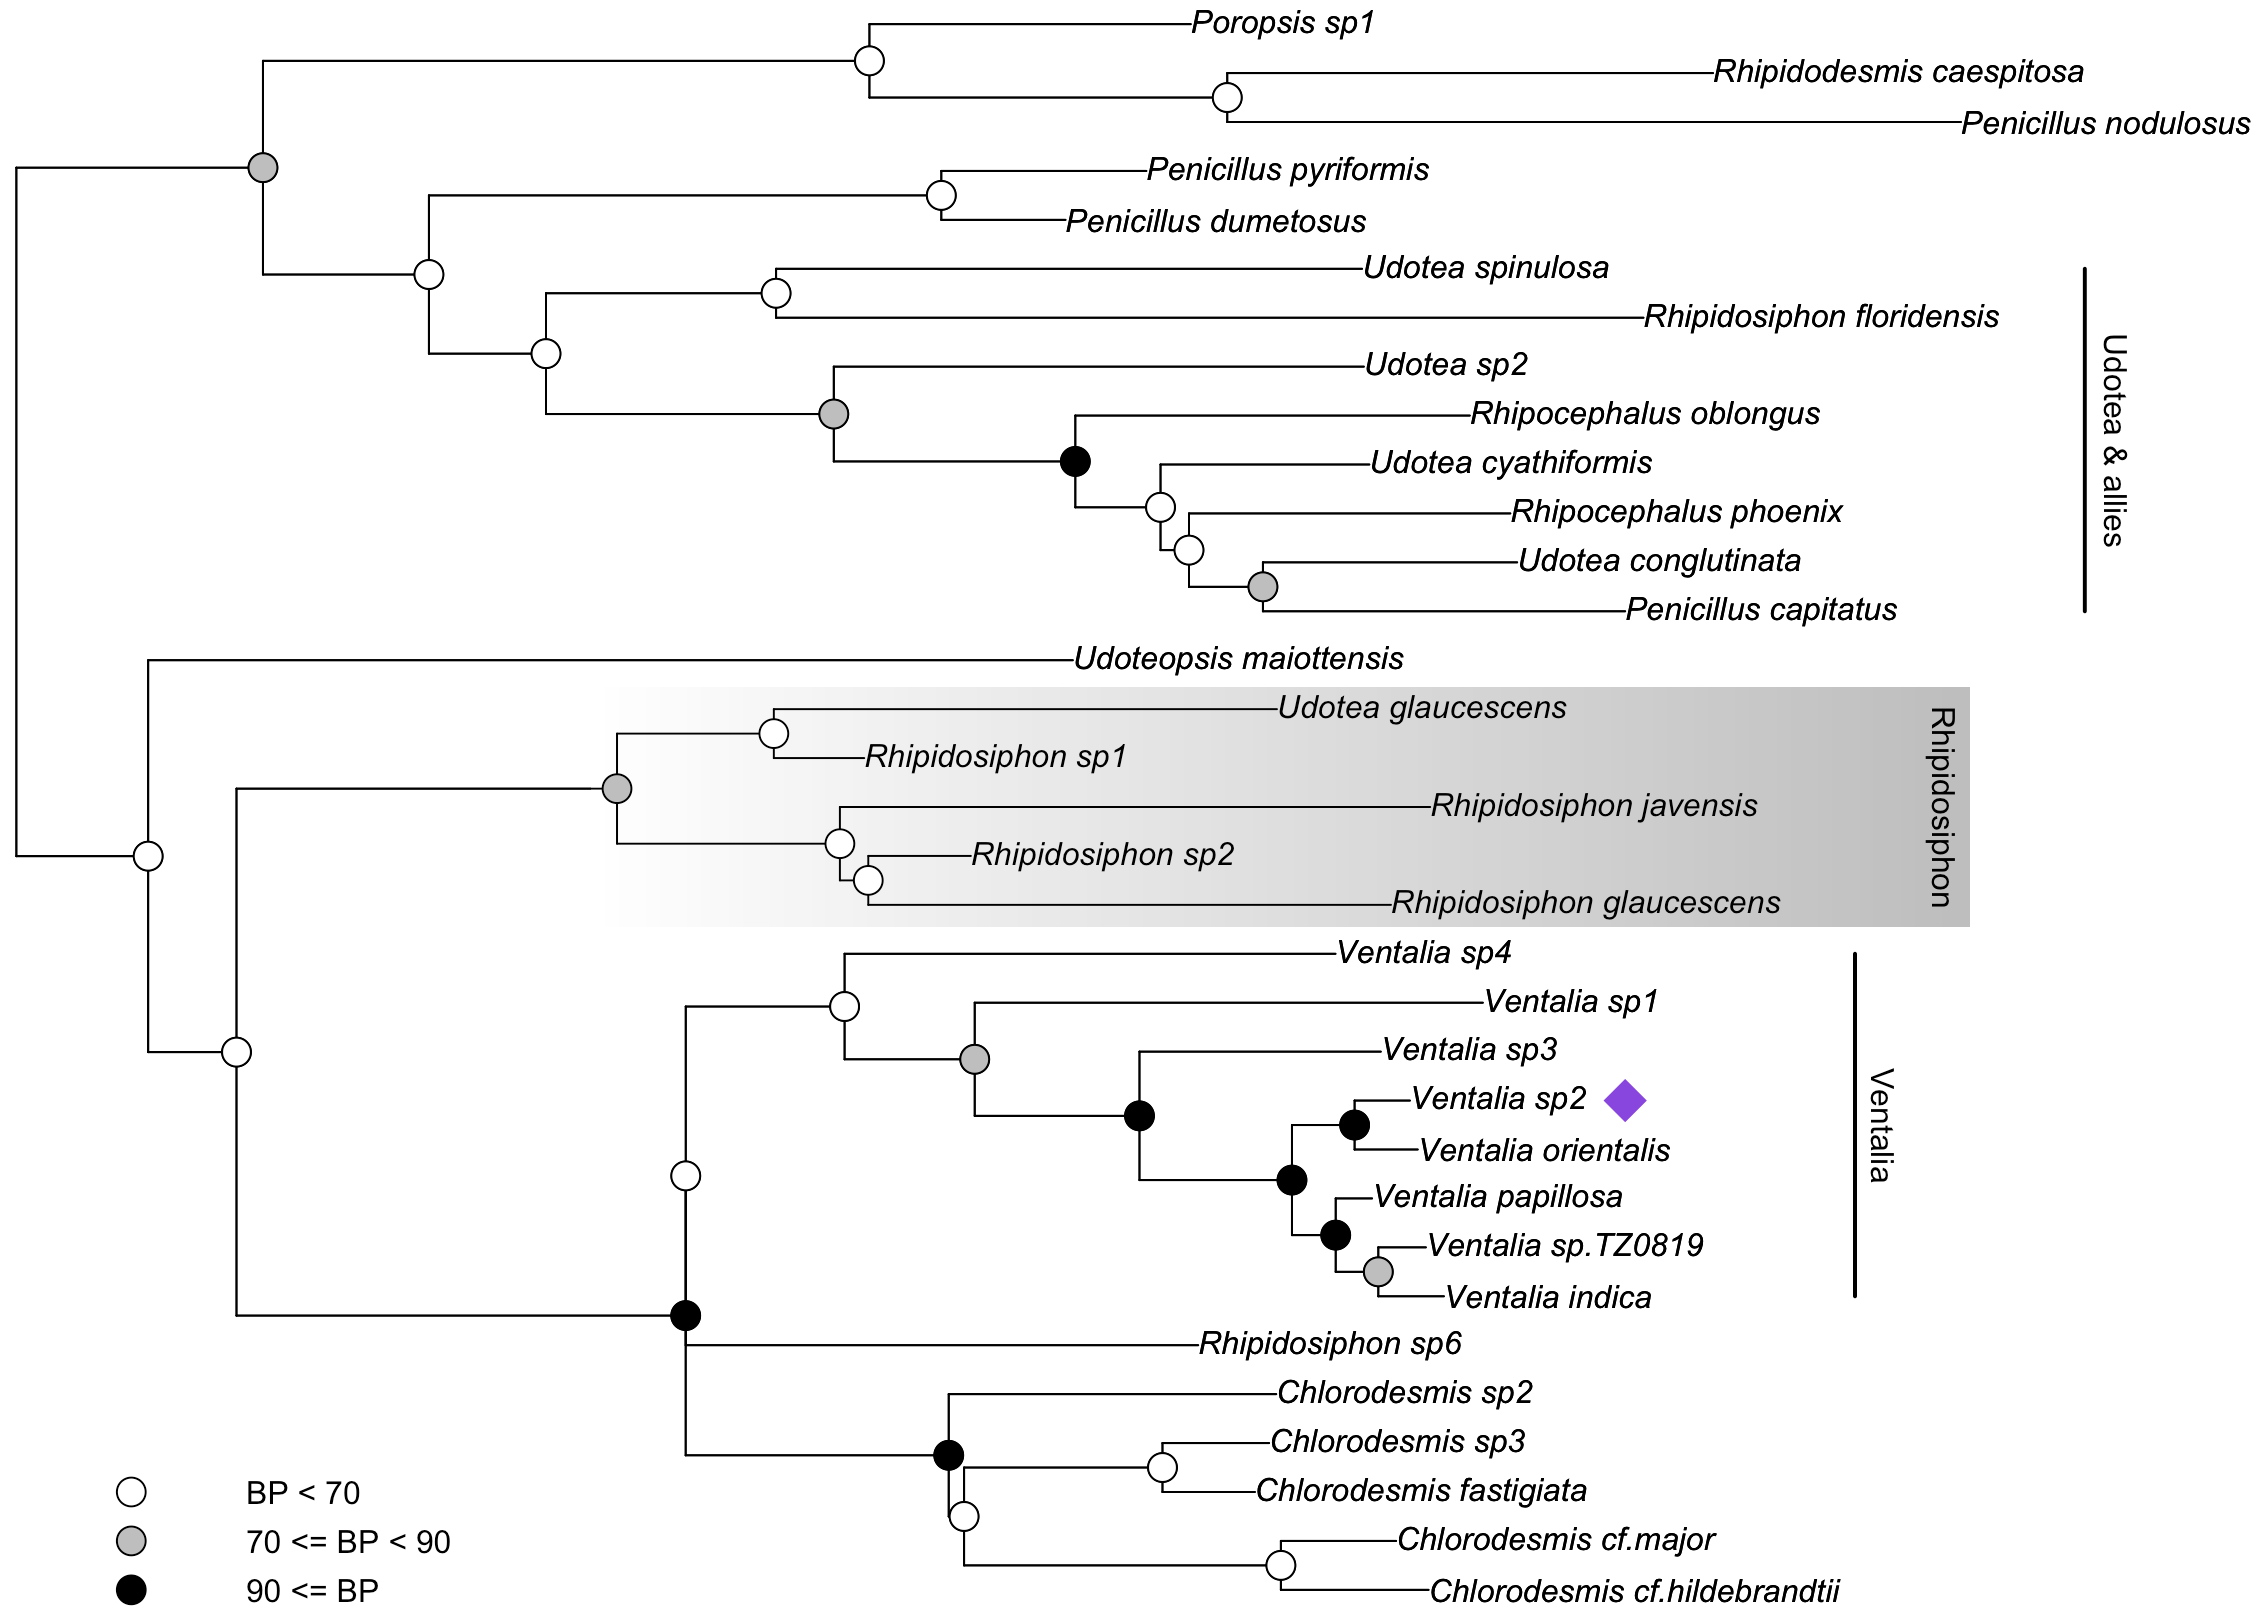 Poropsis sp1
Rhipidodesmis caespitosa
Penicillus nodulosus
Penicillus pyriformis
Penicillus dumetosus
Udotea spinulosa
Rhipidosiphon floridensis
Udotea sp2
Rhipocephalus oblongus
Udotea cyathiformis
Rhipocephalus phoenix
Udotea conglutinata
Penicillus capitatus
Udotea & allies
Udoteopsis maiottensis
Udotea glaucescens
Rhipidosiphon sp1
Rhipidosiphon javensis
Rhipidosiphon sp2
Rhipidosiphon glaucescens
Rhipidosiphon
Ventalia sp4
Ventalia sp1
Ventalia sp3
Ventalia sp2
Ventalia orientalis
Ventalia papillosa
Ventalia sp.TZ0819
Ventalia indica
Ventalia
Rhipidosiphon sp6
Chlorodesmis sp2
Chlorodesmis sp3
Chlorodesmis fastigiata
Chlorodesmis cf.major
Chlorodesmis cf.hildebrandtii
BP < 70
70 <= BP < 90
90 <= BP